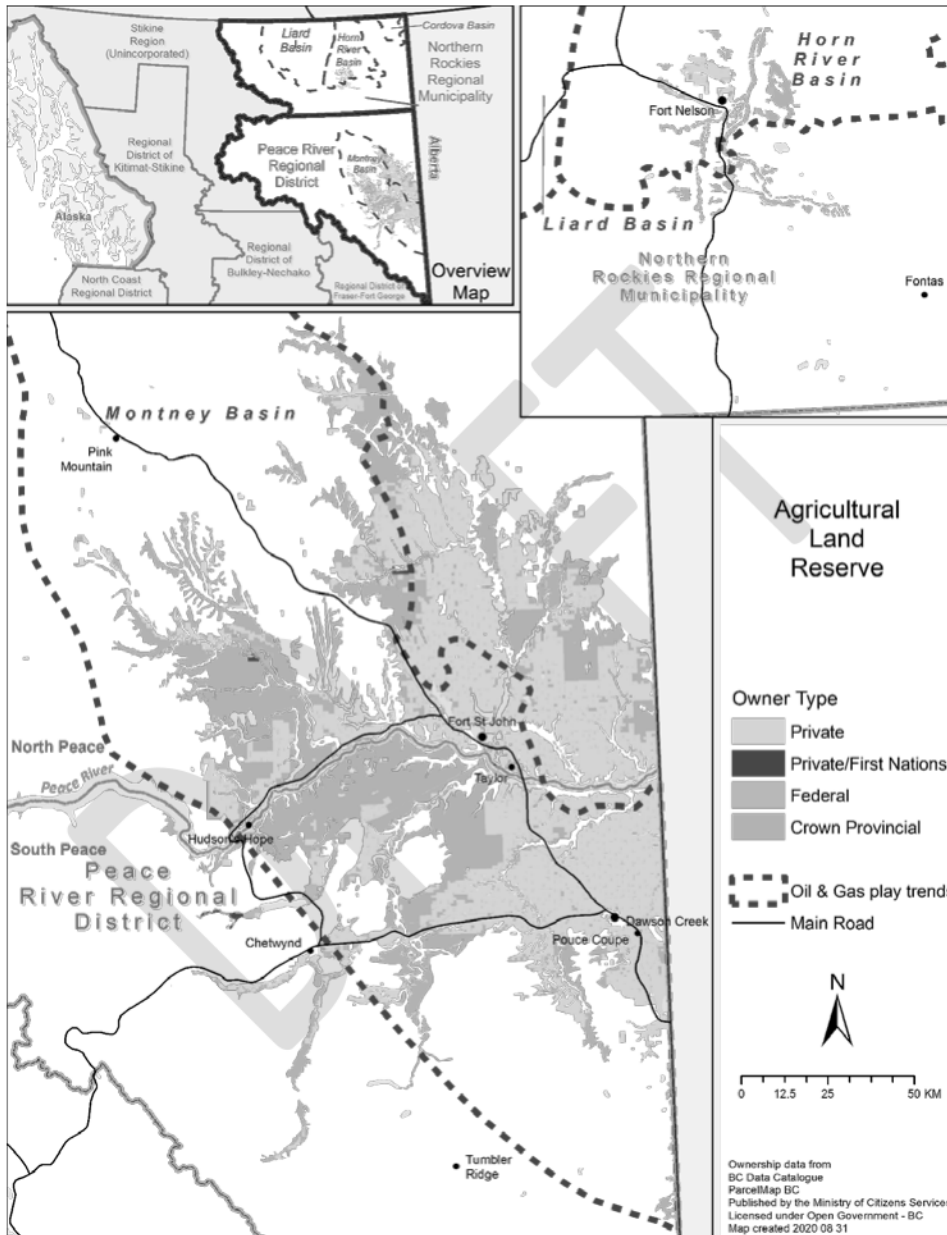 Stikine
Region
(Unincorporated)
Liard
Basin
Horn
River
Basin
Cordova Basin
Northern
Rockies
Regional
Municipality
Regional
District of
Kitimat-Stikine
Peace River
Regional
District
Montney
Basin
Alberta
Alaska
North Coast
Regional District
Regional
District of
Bulkley-Nechako
Regional District of
Fraser-Fort George
Overview
Map
Horn
River
Basin
Fort Nelson
Liard Basin
Northern
Rockies Regional
Municipality
Fontas
Montney Basin
Pink
Mountain
Fort St John
Taylor
North Peace
Peace River
South Peace
Hudson's Hope
Peace
River Regional
District
Chetwynd
Dawson Creek
Pouce Coupe
Tumbler
Ridge
DRAFT
Agricultural
Land
Reserve
Owner Type
Private
Private/First Nations
Federal
Crown Provincial
Oil & Gas play trends
Main Road
N
0 12.5 25 50 KM
Ownership data from
BC Data Catalogue
ParcelMap BC
Published by the Ministry of Citizens Services
Licensed under Open Government - BC
Map created 2020 08 31